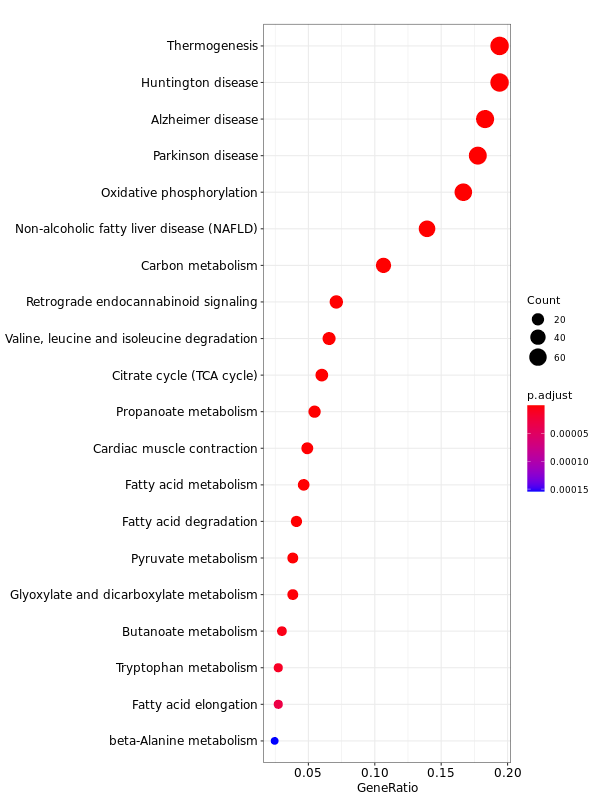 Thermogenesis
Huntington disease
Alzheimer disease
Parkinson disease
Oxidative phosphorylation
Non-alcoholic fatty liver disease (NAFLD)
Carbon metabolism
Retrograde endocannabinoid signaling
Valine, leucine and isoleucine degradation
Citrate cycle (TCA cycle)
Propanoate metabolism
Cardiac muscle contraction
Fatty acid metabolism
Fatty acid degradation
Pyruvate metabolism
Glyoxylate and dicarboxylate metabolism
Butanoate metabolism
Tryptophan metabolism
Fatty acid elongation
beta-Alanine metabolism
0.05 0.10 0.15 0.20
GeneRatio
Count
20
40
60
p.adjust
0.00005
0.00010
0.00015